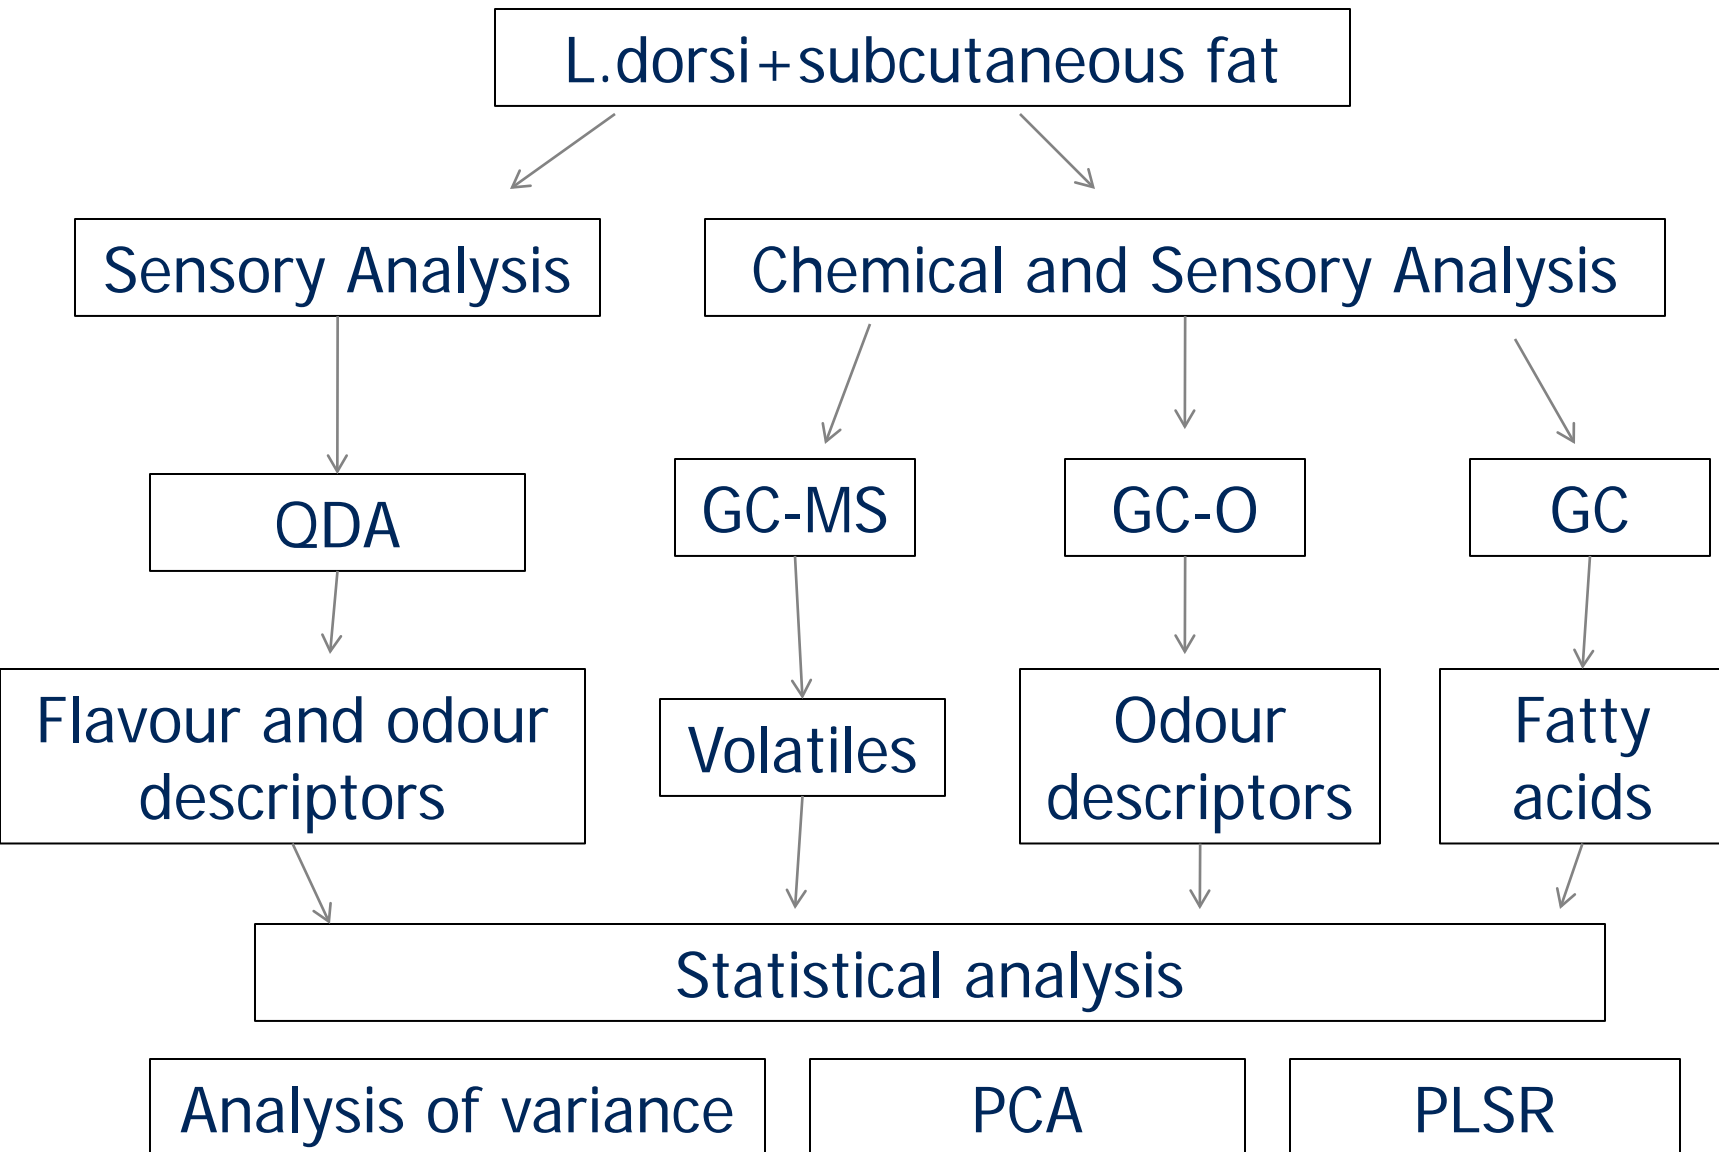 L.dorsi+subcutaneous fat
Sensory Analysis
Chemical and Sensory Analysis
QDA
GC-MS
GC-O
GC
Flavour and odour
descriptors
Volatiles
Odour
descriptors
Fatty
acids
Statistical analysis
Analysis of variance
PCA
PLSR